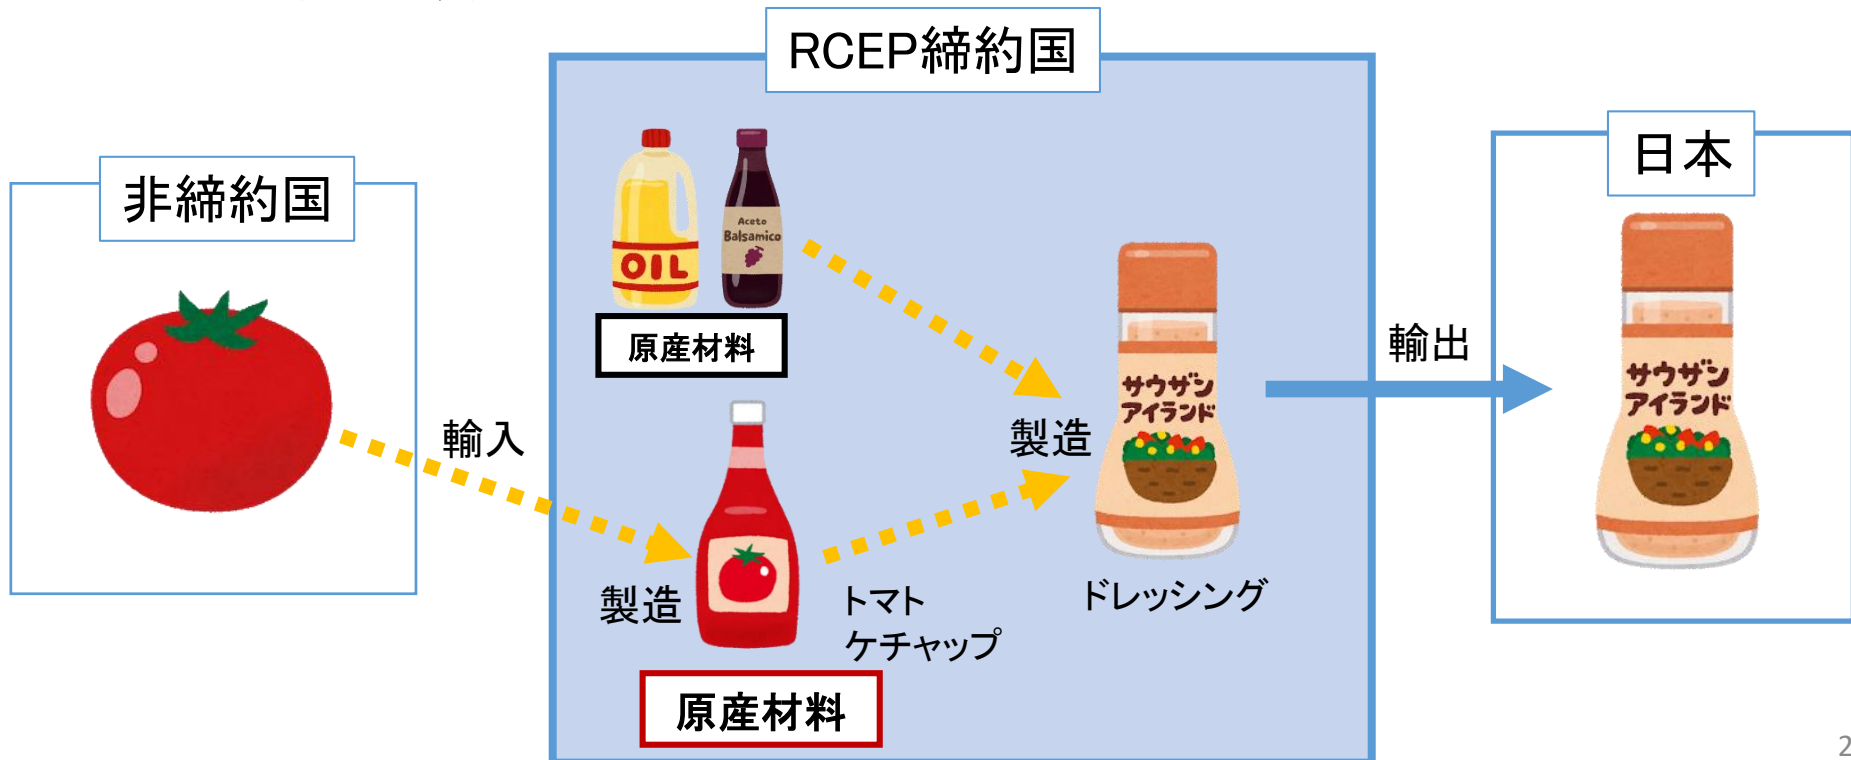 RCEP締約国
非締約国
日本
OIL
Aceto
Balsamico
原産材料
輸入
製造
トマト
ケチャップ
原産材料
製造
サウザン
アイランド
ドレッシング
輸出
サウザン
アイランド
2